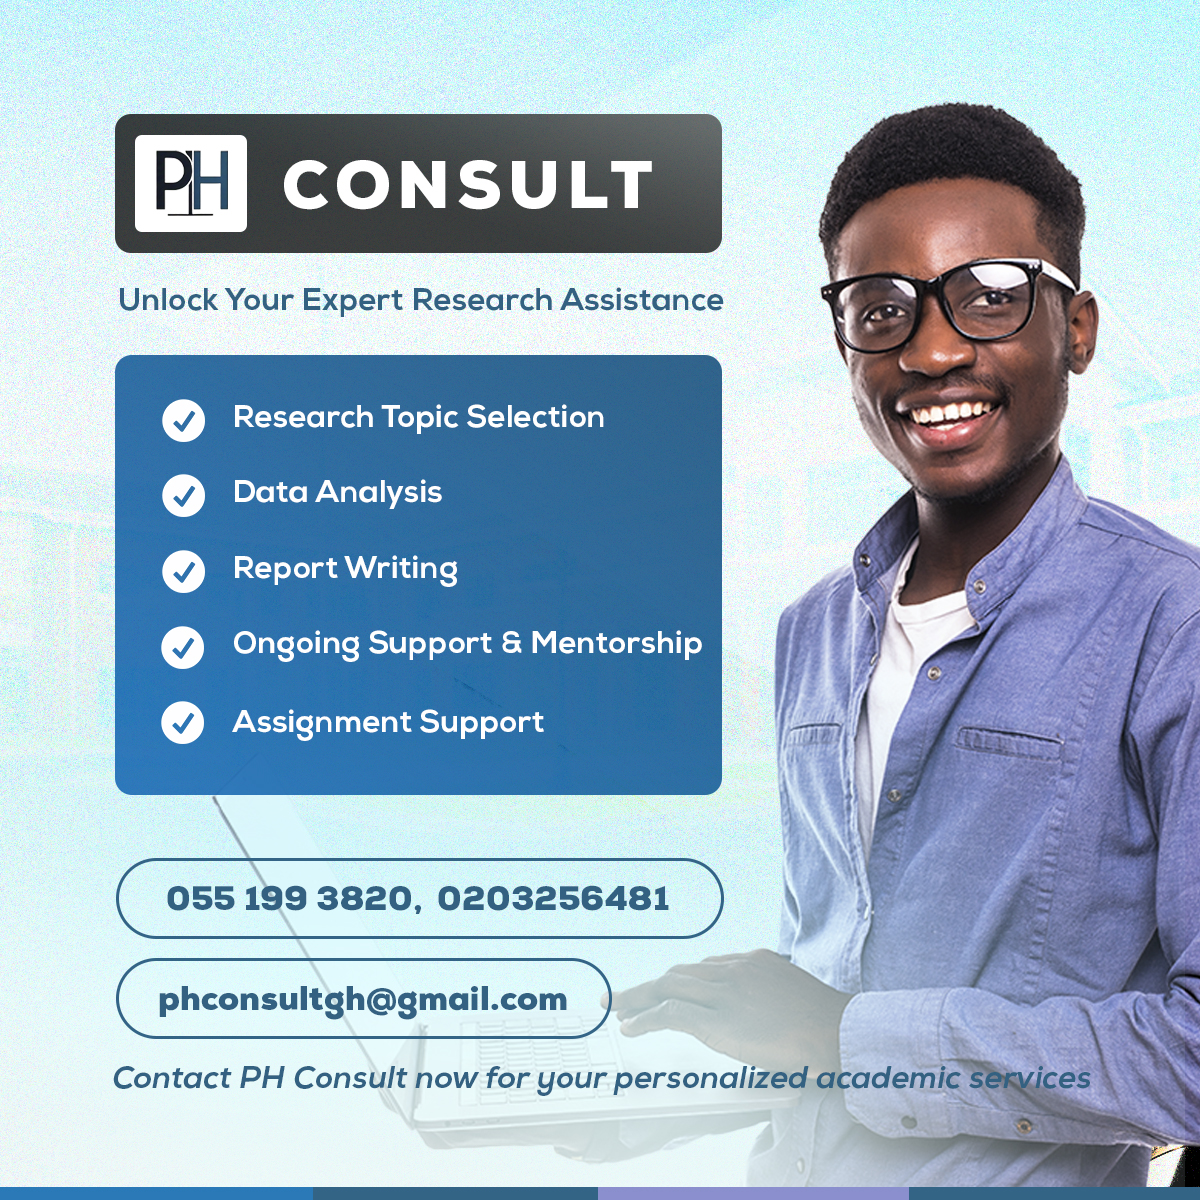 PH CONSULT
Unlock Your Expert Research Assistance
Research Topic Selection
Data Analysis
Report Writing
Ongoing Support & Mentorship
Assignment Support
055 199 3820, 0203256481
phconsultgh@gmail.com
Contact PH Consult now for your personalized academic services